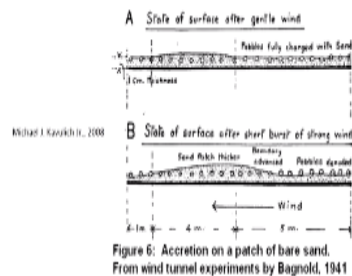 A State of surface after gentle wind
Pebbles fully charged with Sand
1 Cm. thickness
Michael J. Kavulich Jr., 2008
B State of surface after short burst of strong wind
Sand Patch thicker
Boundary advanced
Pebbles denuded
Wind
4 m.
Figure 6: Accretion on a patch of bare sand.
From wind tunnel experiments by Bagnold, 1941